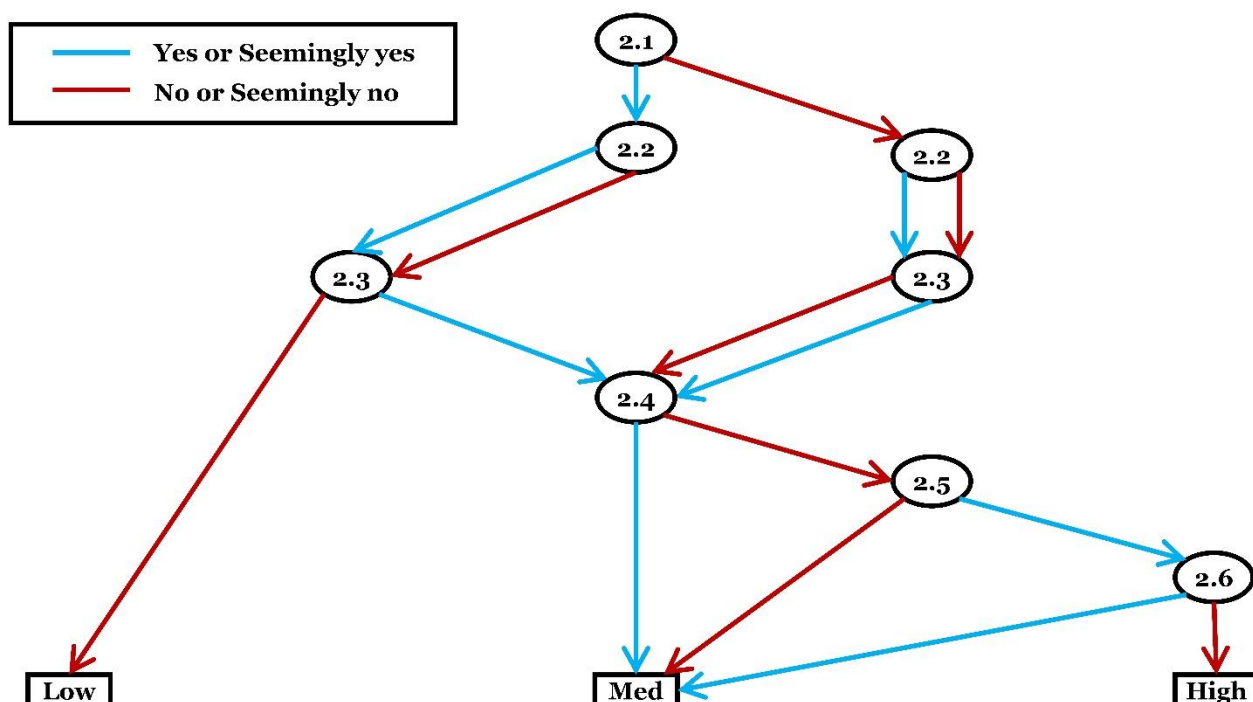 Yes or Seemingly yes
No or Seemingly no
2.1
2.2
2.2
2.3
2.3
2.4
2.5
2.6
Low
Med
High